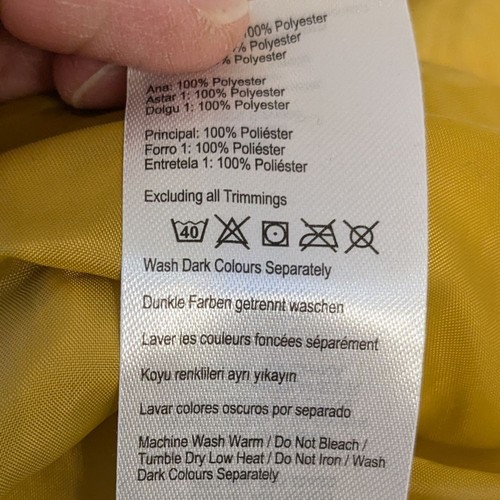 100% Polyester
% Polyester
% Polyester
Ana: 100% Polyester
Astar 1: 100% Polyester
Dolgu 1: 100% Polyester
Principal: 100% Poliéster
Forro 1: 100% Poliéster
Entretela 1: 100% Poliéster
Excluding all Trimmings
40
Wash Dark Colours Separately
Dunkle Farben getrennt waschen
Laver les couleurs foncées séparément
Koyu renklileri ayrı yıkayın
Lavar colores oscuros por separado
Machine Wash Warm / Do Not Bleach /
Tumble Dry Low Heat / Do Not Iron / Wash
Dark Colours Separately